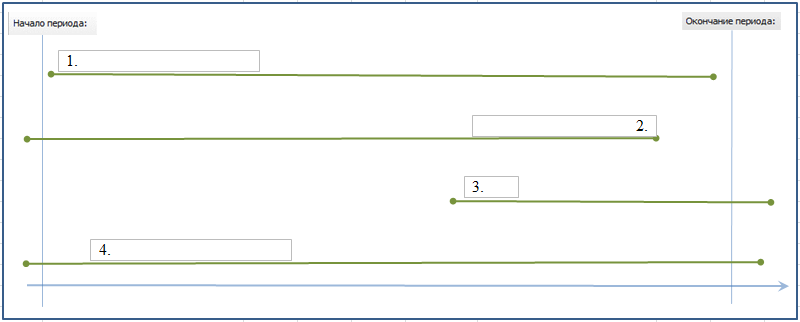 Начало периода:
Окончание периода:
1.
2.
3.
4.